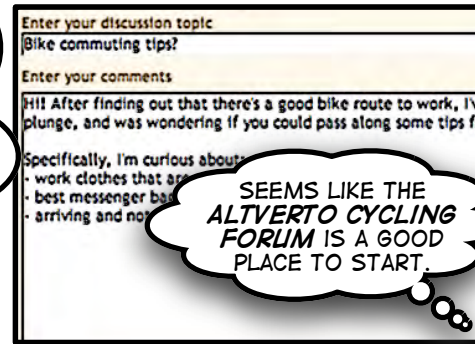 Enter your discussion topic
Bike commuting tips?
Enter your comments
Hi! After finding out that there's a good bike route to work,
plunge, and was wondering if you could pass along some tips
Specifically, I'm curious about:
- work clothes that are
- best messenger
- arriving and
SEEMS LIKE THE
ALTVERTO CYCLING
FORUM IS A GOOD
PLACE TO START.